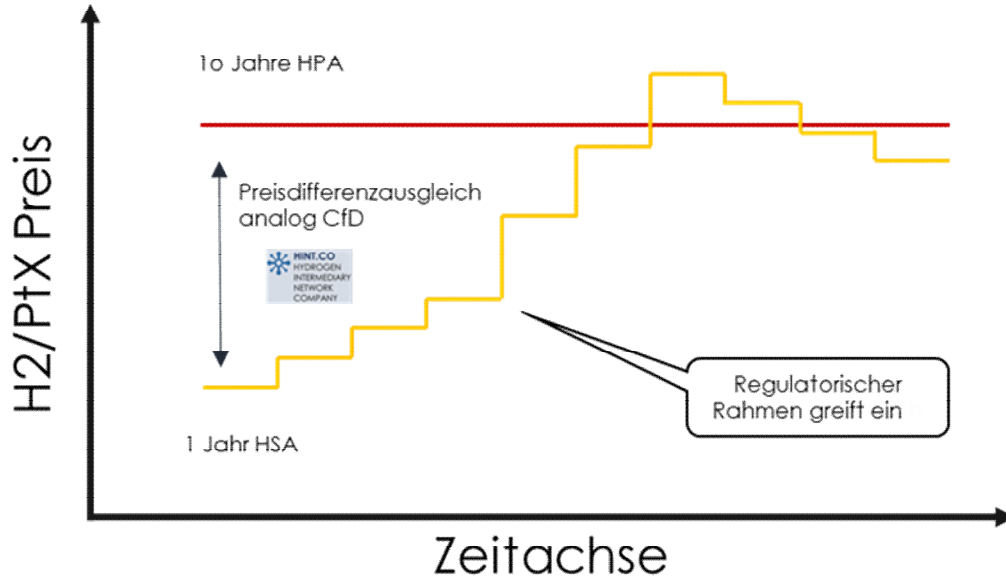 1o Jahre HPA
H2/PtX Preis
Preisdifferenzausgleich
analog CfD
HINT.CO
HYDROGEN
INTERMEDIARY
NETWORK
COMPANY
Regulatorischer
Rahmen greift ein
1 Jahr HSA
Zeitachse